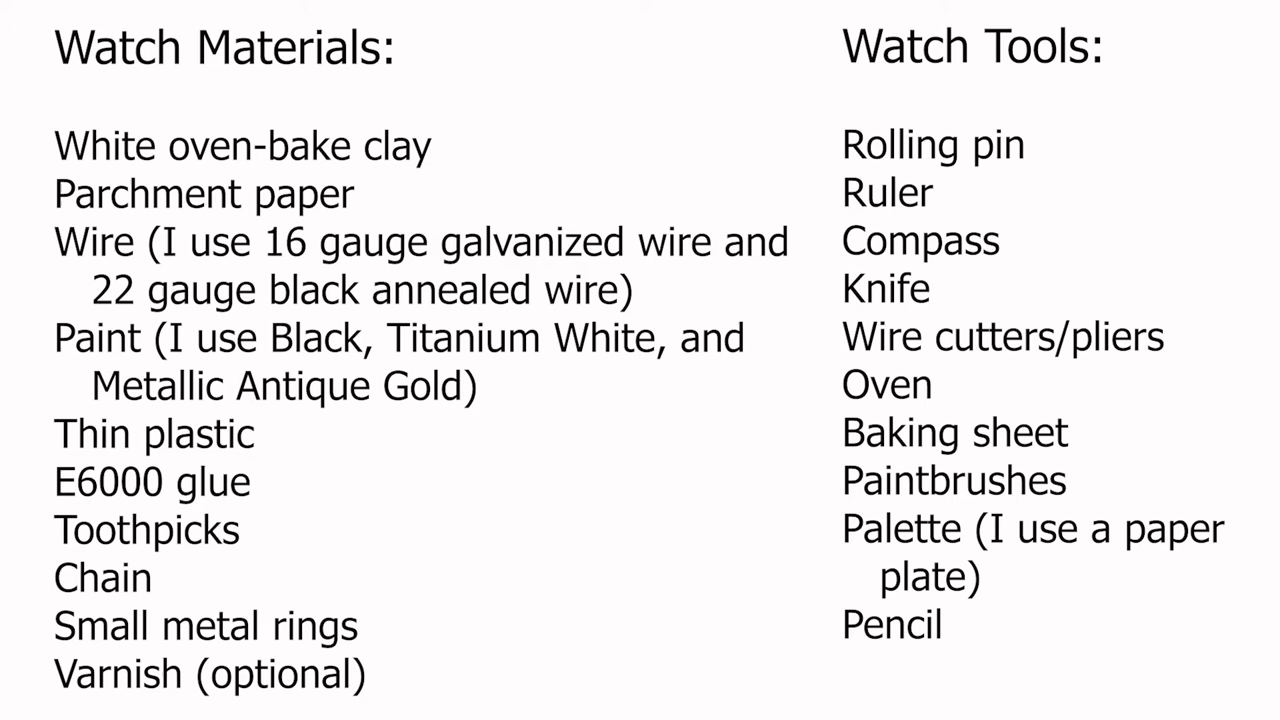 Watch Materials:
White oven-bake clay
Parchment paper
Wire (I use 16 gauge galvanized wire and
22 gauge black annealed wire)
Paint (I use Black, Titanium White, and
Metallic Antique Gold)
Thin plastic
E6000 glue
Toothpicks
Chain
Small metal rings
Varnish (optional)
Watch Tools:
Rolling pin
Ruler
Compass
Knife
Wire cutters/pliers
Oven
Baking sheet
Paintbrushes
Palette (I use a paper
plate)
Pencil